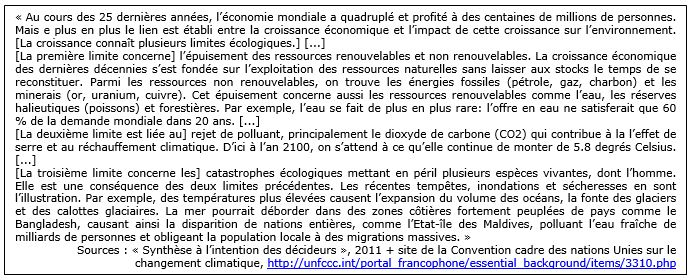 « Au cours des 25 dernières années, l'économie mondiale a quadruplé et profité à des centaines de millions de personnes.
Mais e plus en plus le lien est établi entre la croissance économique et l'impact de cette croissance sur l'environnement.
[La croissance connaît plusieurs limites écologiques.] [...]
[La première limite concerne] l'épuisement des ressources renouvelables et non renouvelables. La croissance économique
des dernières décennies s'est fondée sur l'exploitation des ressources naturelles sans laisser aux stocks le temps de se
reconstituer. Parmi les ressources non renouvelables, on trouve les énergies fossiles (pétrole, gaz, charbon) et les
minerais (or, uranium, cuivre). Cet épuisement concerne aussi les ressources renouvelables comme l'eau, les réserves
halieutiques (poissons) et forestières. Par exemple, l'eau se fait de plus en plus rare: l'offre en eau ne satisferait que 60
% de la demande mondiale dans 20 ans. [...]
[La deuxième limite est liée au] rejet de polluant, principalement le dioxyde de carbone (CO2) qui contribue à la l'effet de
serre et au réchauffement climatique. D'ici à l'an 2100, on s'attend à ce qu'elle continue de monter de 5.8 degrés Celsius.
[...]
[La troisième limite concerne les] catastrophes écologiques mettant en péril plusieurs espèces vivantes, dont l'homme.
Elle est une conséquence des deux limites précédentes. Les récentes tempêtes, inondations et sécheresses en sont
l'illustration. Par exemple, des températures plus élevées causent l'expansion du volume des océans, la fonte des glaciers
et des calottes glaciaires. La mer pourrait déborder dans des zones côtières fortement peuplées de pays comme le
Bangladesh, causant ainsi la disparition de nations entières, comme l'Etat-île des Maldives, polluant l'eau fraîche de
milliards de personnes et obligeant la population locale à des migrations massives. »
Sources : « Synthèse à l'intention des décideurs », 2011 + site de la Convention cadre des nations Unies sur le
changement climatique, http://unfccc.int/portal_francophone/essential_background/items/3310.php